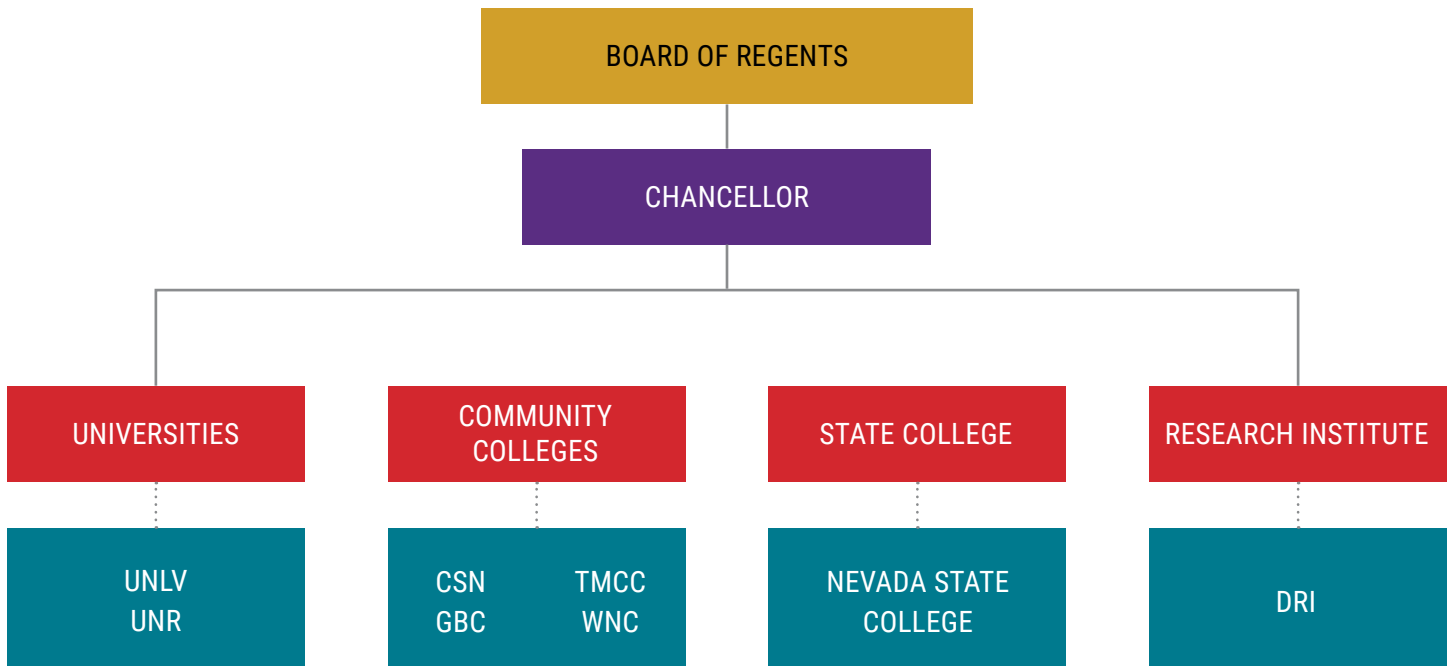 BOARD OF REGENTS
CHANCELLOR
UNIVERSITIES
COMMUNITY
COLLEGES
STATE COLLEGE
RESEARCH INSTITUTE
UNLV
UNR
CSN TMCC
GBC WNC
NEVADA STATE
COLLEGE
DRI